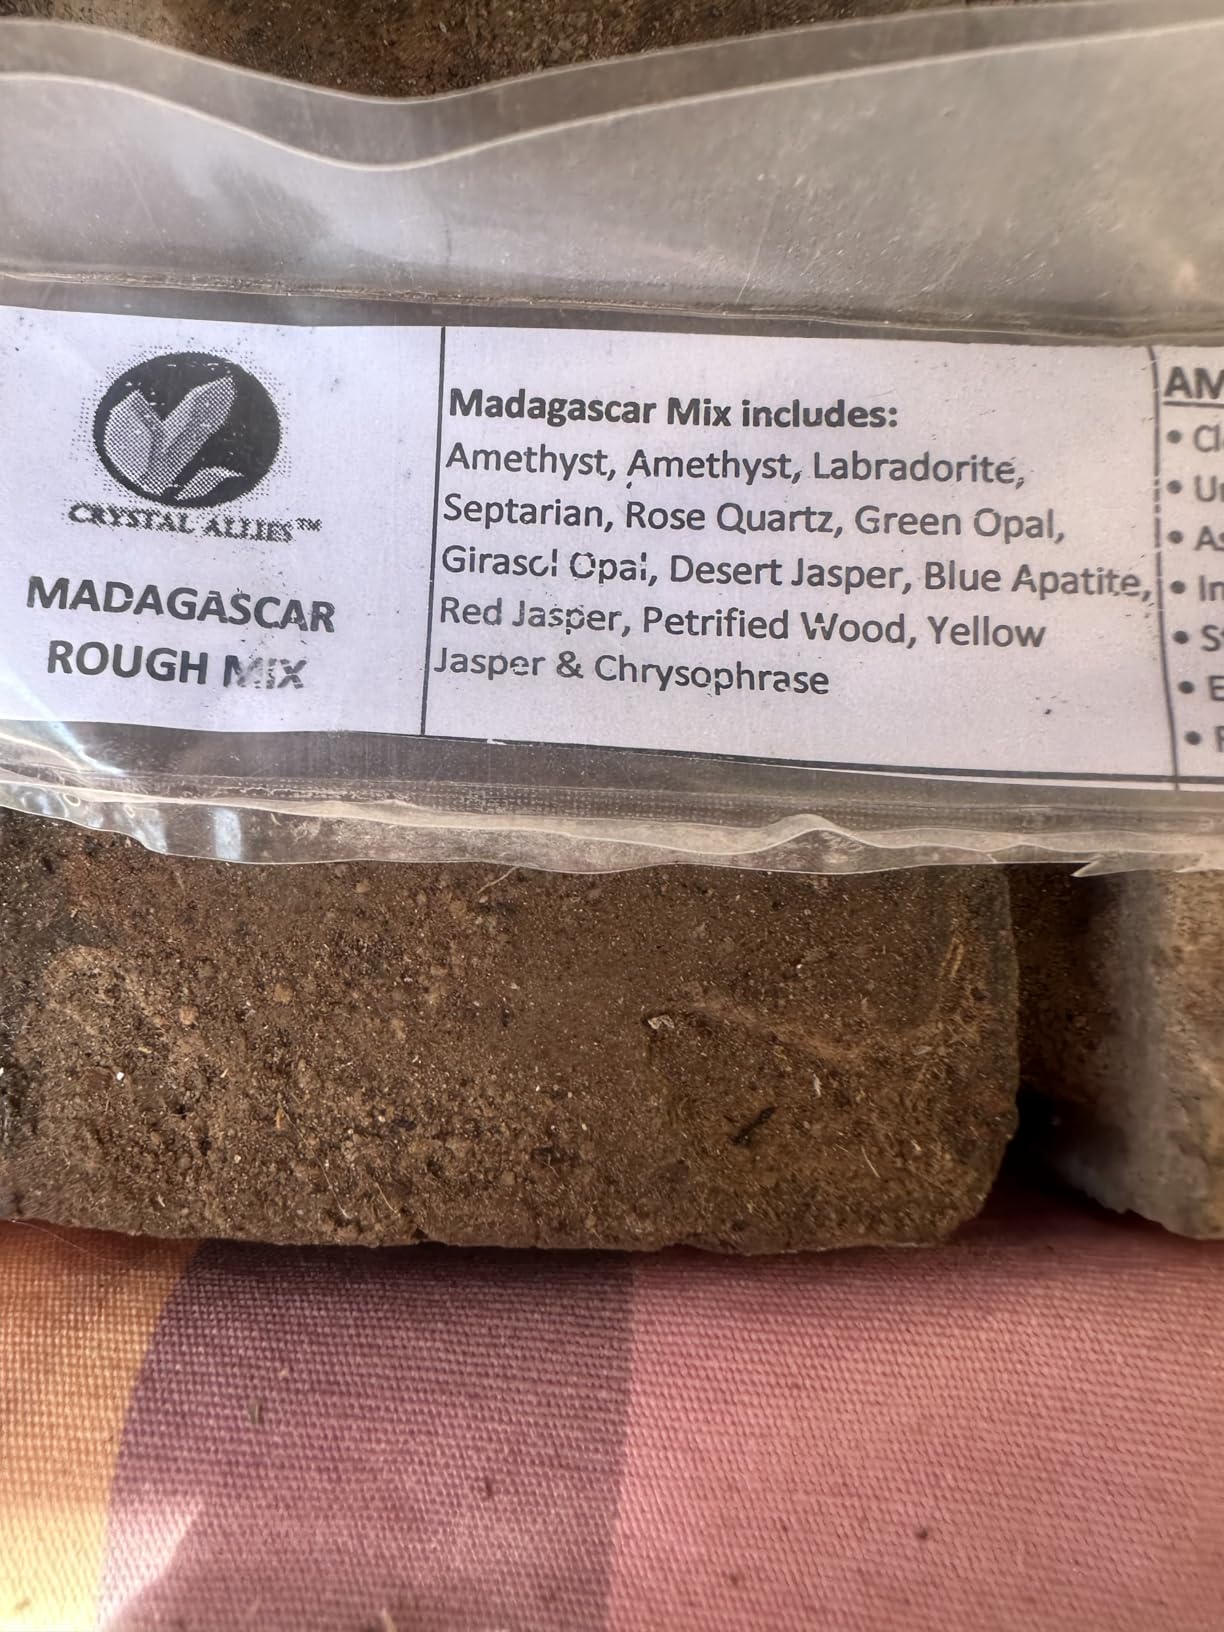 CRYSTAL ALLIES™
MADAGASCAR
ROUGH MIX
Madagascar Mix includes:
Amethyst, Amethyst, Labradorite,
Septarian, Rose Quartz, Green Opal,
Girasol Opal, Desert Jasper, Blue Apatite,
Red Jasper, Petrified Wood, Yellow
Jasper & Chrysophrase